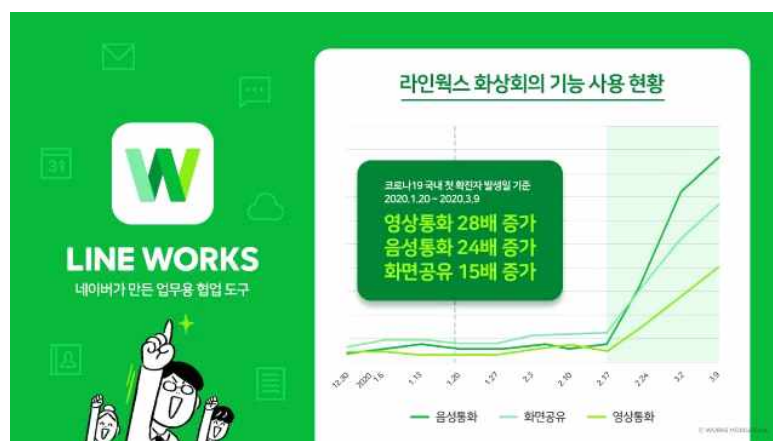 LINE WORKS
네이버가 만든 업무용 협업 도구
31
라인웍스 화상회의 기능 사용 현황
코로나19 국내 첫 확진자 발생일 기준
2020.1.20 ~ 2020.3.9
영상통화 28배 증가
음성통화 24배 증가
화면공유 15배 증가
12.30
2020 1.6
1.13
1.20
1.27
2.3
2.10
2.17
2.24
3.2
3.9
음성통화
화면공유
영상통화